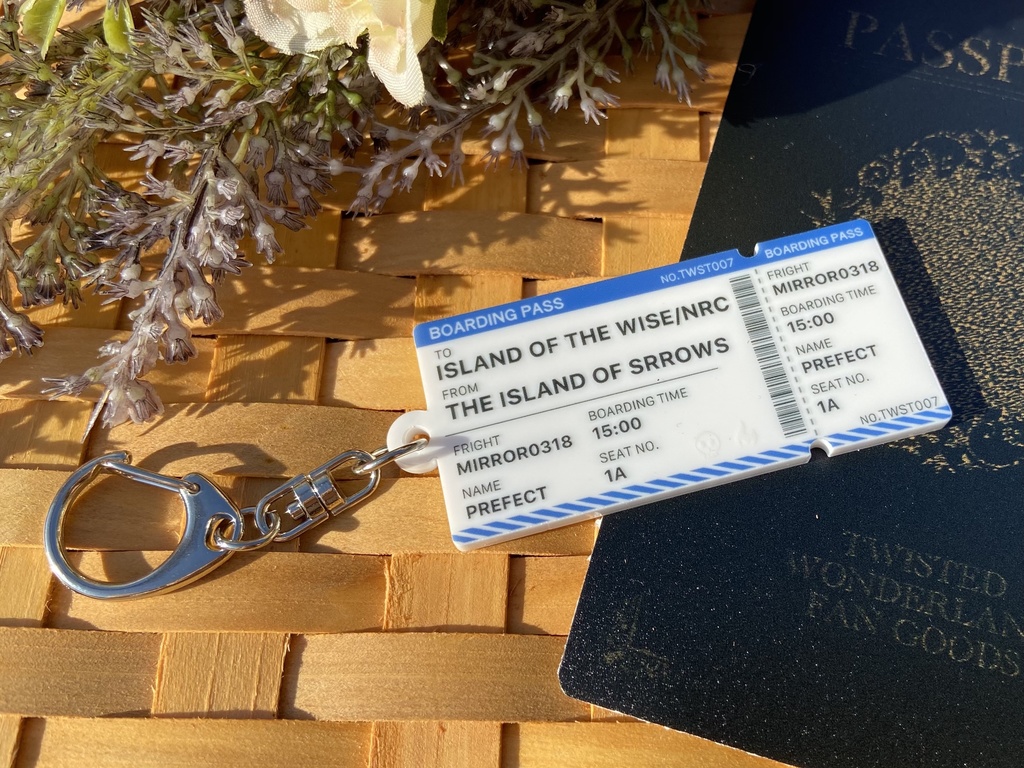 BOARDING PASS
NO.TWST007
TO
ISLAND OF THE WISE/NRC
FROM
THE ISLAND OF SRROWS
FRIGHT
MIRROR0318
BOARDING TIME
15:00
NAME
PREFECT
SEAT NO.
1A
BOARDING PASS
FRIGHT
MIRROR0318
BOARDING TIME
15:00
NAME
PREFECT
SEAT NO.
1A
NO.TWST007
PASSP
TWISTED
WONDERLAN
FAN GOODS